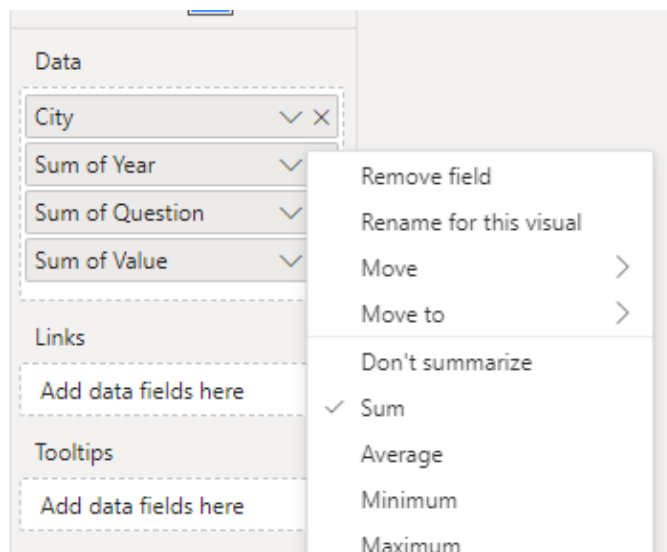 Data
City
Sum of Year
Sum of Question
Sum of Value
Links
Add data fields here
Tooltips
Add data fields here
Remove field
Rename for this visual
Move
Move to
Don't summarize
Sum
Average
Minimum
Maximum